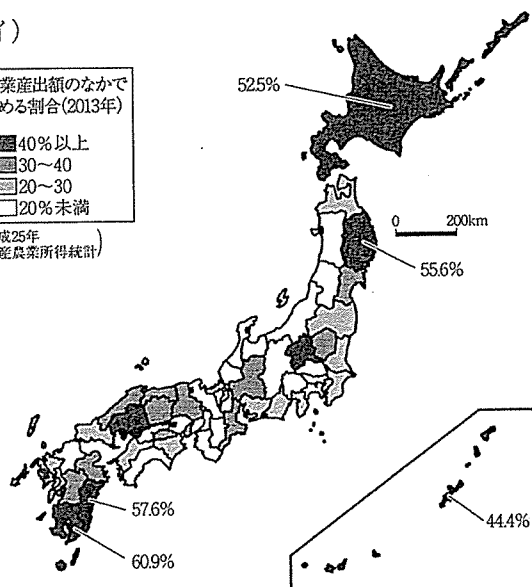 イ)
業産出額のなかで
める割合(2013年)
40%以上
30~40
20~30
20%未満
成25年
産農業所得統計)
52.5%
0 200km
55.6%
57.6%
60.9%
44.4%